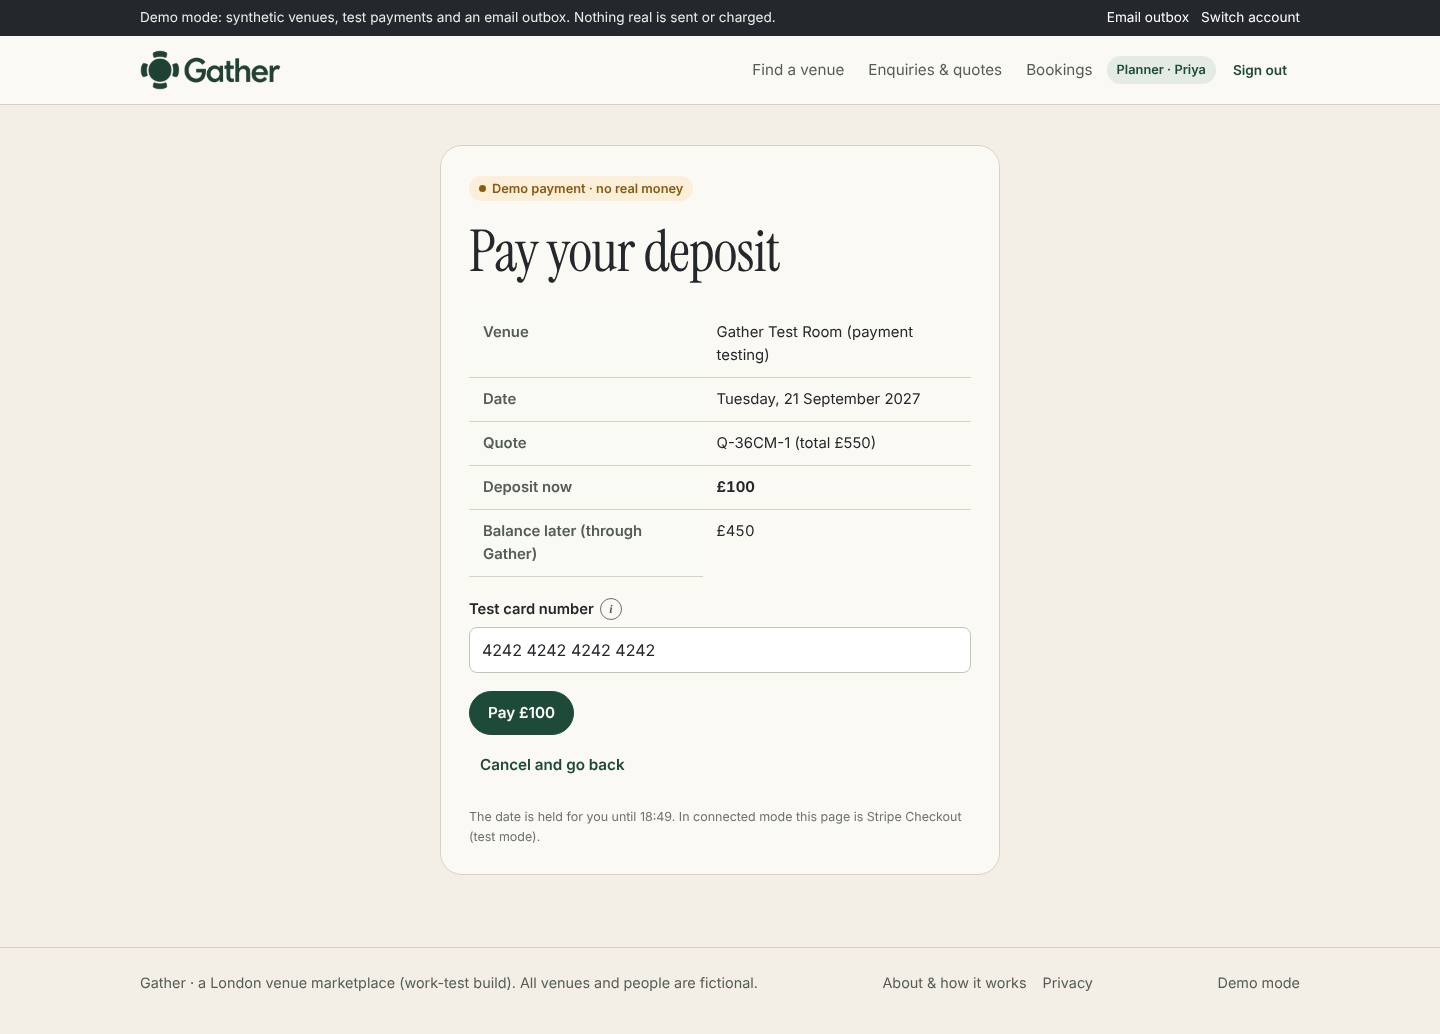 Demo mode: synthetic venues, test payments and an email outbox. Nothing real is sent or charged.
Email outbox Switch account
Gather
Find a venue Enquiries & quotes Bookings Planner · Priya Sign out
Demo payment · no real money
Pay your deposit
Venue Gather Test Room (payment
testing)
Date Tuesday, 21 September 2027
Quote Q-36CM-1 (total £550)
Deposit now £100
Balance later (through £450
Gather)
Test card number i
4242 4242 4242 4242
Pay £100
Cancel and go back
The date is held for you until 18:49. In connected mode this page is Stripe Checkout
(test mode).
Gather · a London venue marketplace (work-test build). All venues and people are fictional.
About & how it works Privacy
Demo mode